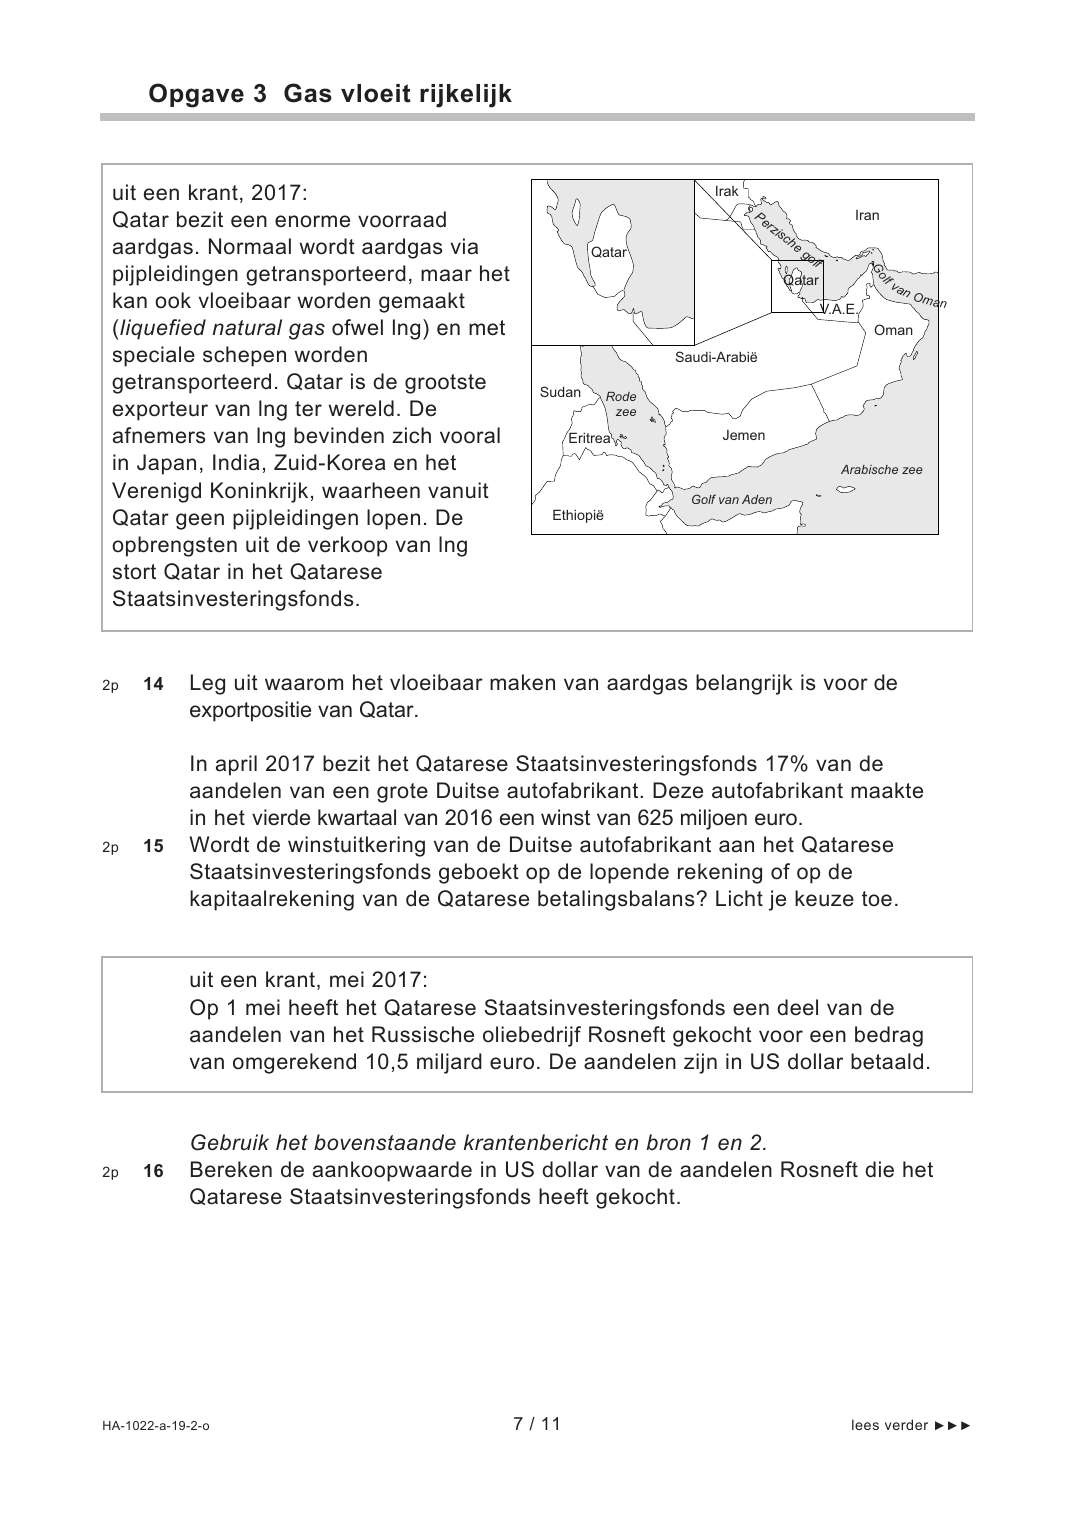 Opgave 3  Gas vloeit rijkelijk
uit een krant, 2017:
Qatar bezit een enorme voorraad
aardgas. Normaal wordt aardgas via
pijpleidingen getransporteerd, maar het
kan ook vloeibaar worden gemaakt
(liquefied natural gas ofwel lng) en met
speciale schepen worden
getransporteerd. Qatar is de grootste
exporteur van lng ter wereld. De
afnemers van lng bevinden zich vooral
in Japan, India, Zuid-Korea en het
Verenigd Koninkrijk, waarheen vanuit
Qatar geen pijpleidingen lopen. De
opbrengsten uit de verkoop van lng
stort Qatar in het Qatarese
Staatsinvesteringsfonds.
Irak
Iran
Perzische golf
Qatar
Qatar
Golf van Oman
V.A.E.
Oman
Saudi-Arabië
Sudan
Rode
zee
Eritrea
Jemen
Arabische zee
Golf van Aden
Ethiopië
2p 14 Leg uit waarom het vloeibaar maken van aardgas belangrijk is voor de
exportpositie van Qatar.
In april 2017 bezit het Qatarese Staatsinvesteringsfonds 17% van de
aandelen van een grote Duitse autofabrikant. Deze autofabrikant maakte
in het vierde kwartaal van 2016 een winst van 625 miljoen euro.
2p 15 Wordt de winstuitkering van de Duitse autofabrikant aan het Qatarese
Staatsinvesteringsfonds geboekt op de lopende rekening of op de
kapitaalrekening van de Qatarese betalingsbalans? Licht je keuze toe.
uit een krant, mei 2017:
Op 1 mei heeft het Qatarese Staatsinvesteringsfonds een deel van de
aandelen van het Russische oliebedrijf Rosneft gekocht voor een bedrag
van omgerekend 10,5 miljard euro. De aandelen zijn in US dollar betaald.
Gebruik het bovenstaande krantenbericht en bron 1 en 2.
2p 16 Bereken de aankoopwaarde in US dollar van de aandelen Rosneft die het
Qatarese Staatsinvesteringsfonds heeft gekocht.
HA-1022-a-19-2-o
7 / 11
lees verder ►►►